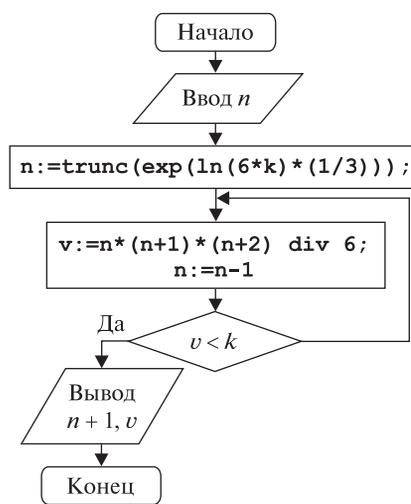 Начало
Ввод n
n:=trunc(exp(ln(6*k)*(1/3)));
v:=n*(n+1)*(n+2) div 6;
n:=n-1
Да
v < k
Вывод
n + 1, v
Конец